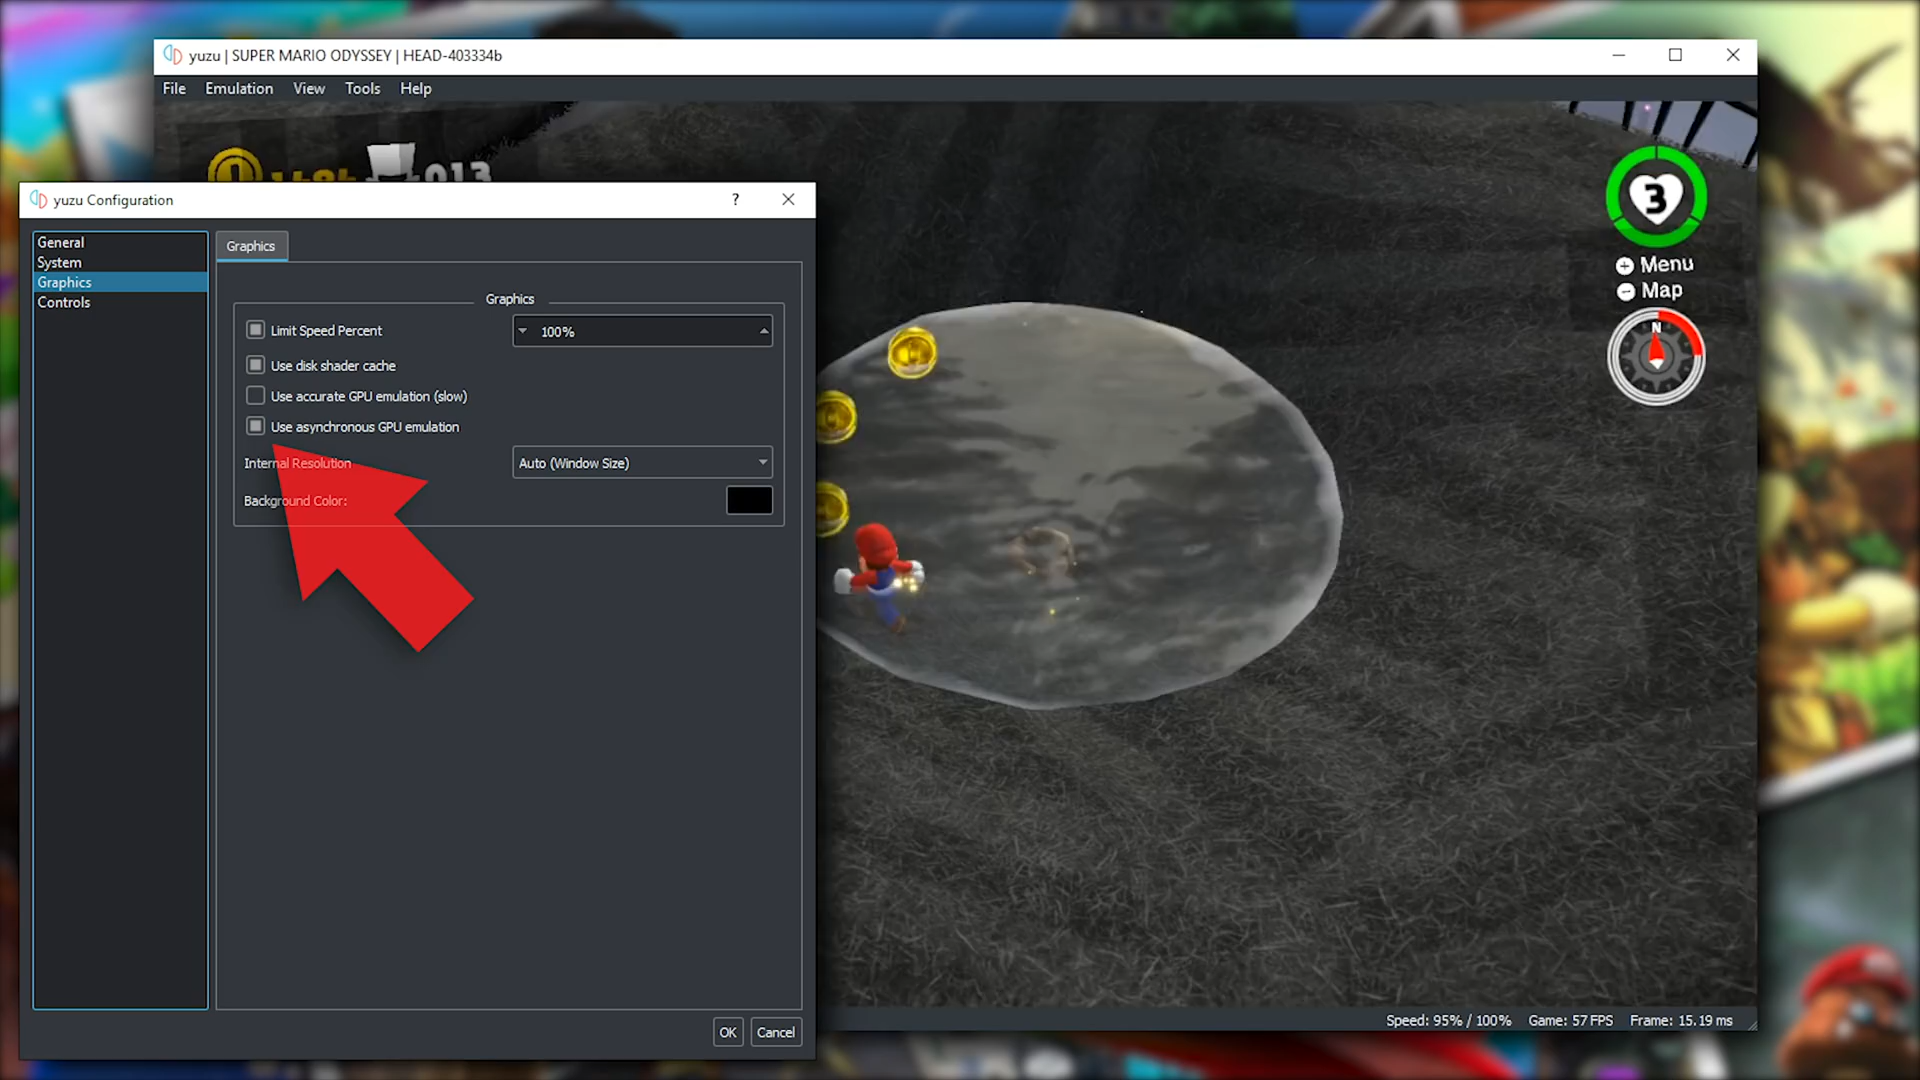 yuzu | SUPER MARIO ODYSSEY | HEAD-403334b
File Emulation View Tools Help
013
3
Menu
Map
N
yuzu Configuration ?
General
System
Graphics
Controls
Graphics
Graphics
Limit Speed Percent 100%
Use disk shader cache
Use accurate GPU emulation (slow)
Use asynchronous GPU emulation
Internal Resolution Auto (Window Size)
Background Color:
OK Cancel
Speed: 95% / 100% Game: 57 FPS Frame: 15.19 ms